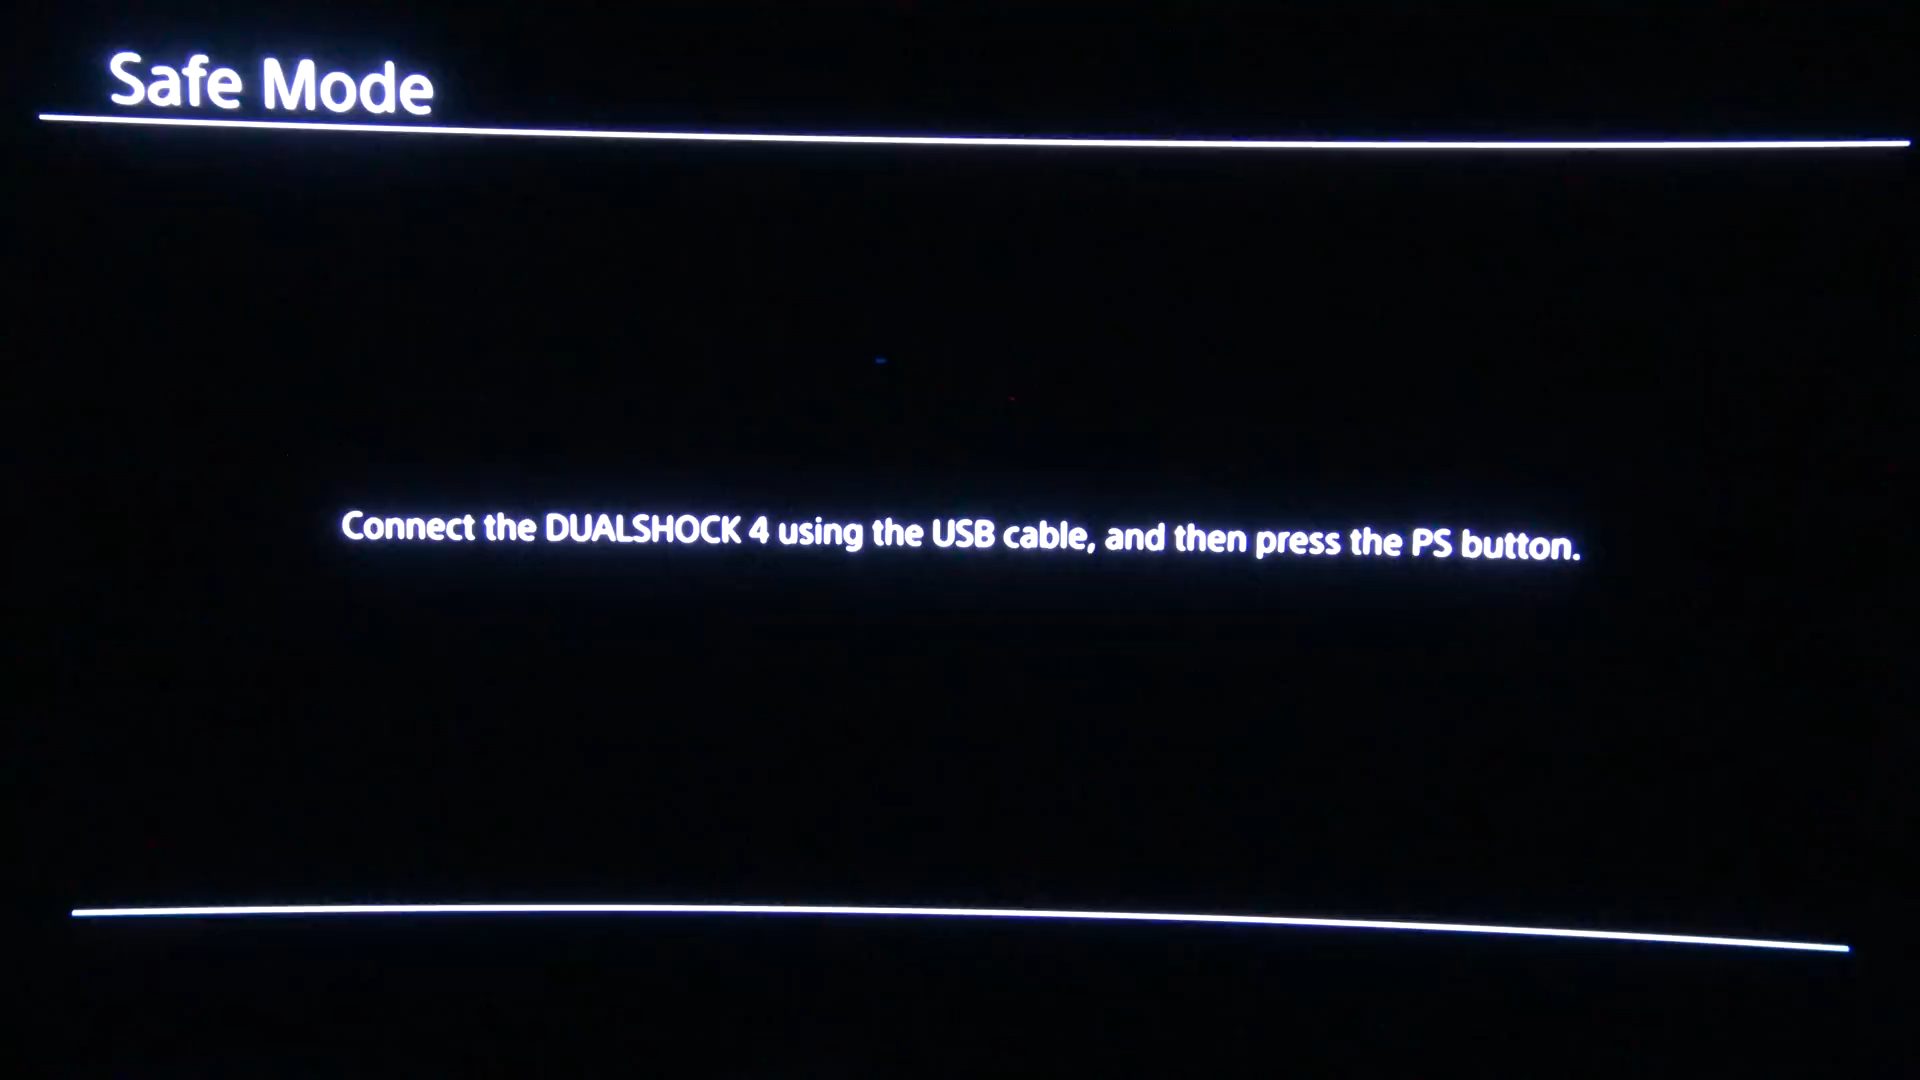 Safe Mode
Connect the DUALSHOCK 4 using the USB cable, and then press the PS button.